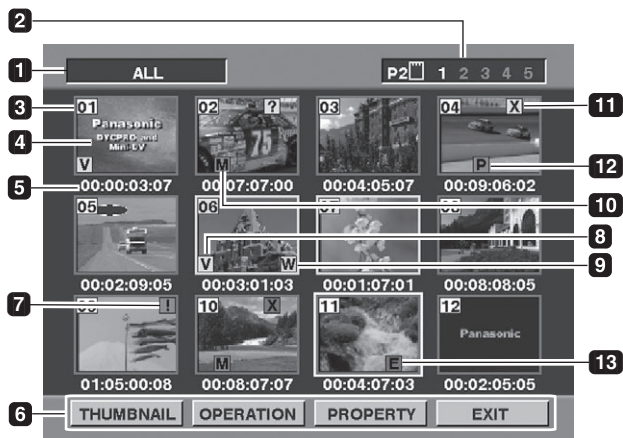 2
1
ALL
P2 1 2 3 4 5
3
01
02
?
03
04
X
11
4
Panasonic
DVCPRO and
Mini-DV
75
V
M
P
12
5
00:00:03:07
00:07:07:00
00:04:05:07
00:09:06:02
10
05
06
07
08
8
V
W
9
00:02:09:05
00:03:01:03
00:01:07:01
00:08:08:05
7
09
!
10
X
11
12
Panasonic
M
E
13
01:05:00:08
00:08:07:07
00:04:07:03
00:02:05:05
6
THUMBNAIL
OPERATION
PROPERTY
EXIT